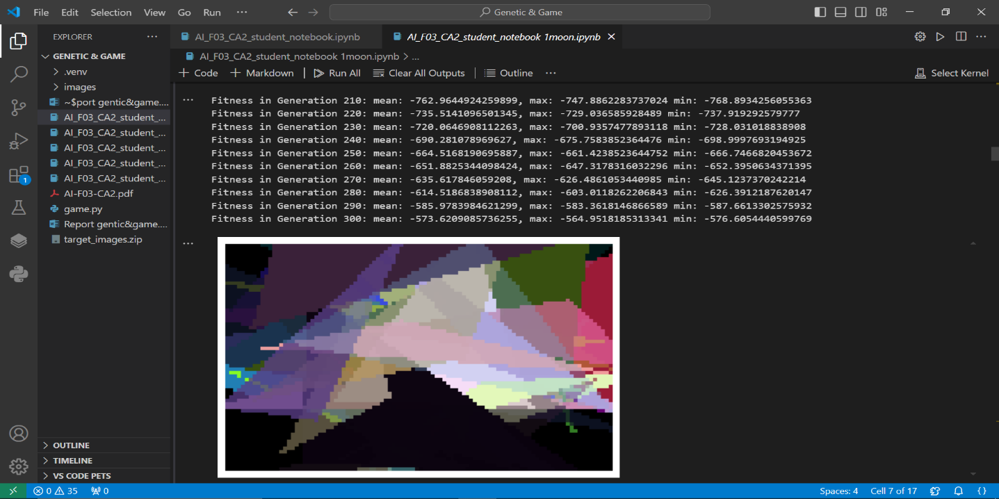 File Edit Selection View Go Run ··· Genetic & Game
EXPLORER ···
GENETIC & GAME
.venv
images
~$port gentic&game....
AI_F03_CA2_student_...
AI_F03_CA2_student_...
AI_F03_CA2_student_...
AI_F03_CA2_student_...
AI_F03_CA2_student_...
AI-F03-CA2.pdf
game.py
Report gentic&game....
target_images.zip
OUTLINE
TIMELINE
VS CODE PETS
1
AI_F03_CA2_student_notebook.ipynb AI_F03_CA2_student_notebook 1moon.ipynb
AI_F03_CA2_student_notebook 1moon.ipynb > ...
+ Code + Markdown | Run All Clear All Outputs | Outline ··· Select Kernel
Fitness in Generation 210: mean: -762.9644924259899, max: -747.8862283737024 min: -768.8934256055363
Fitness in Generation 220: mean: -735.5141096501345, max: -729.036585928489 min: -737.919292579777
Fitness in Generation 230: mean: -720.0646908112263, max: -700.9357477893118 min: -728.031018838908
Fitness in Generation 240: mean: -690.281078969627, max: -675.7583852364476 min: -698.9997693194925
Fitness in Generation 250: mean: -664.5168190695887, max: -661.4238523644752 min: -666.7466820453672
Fitness in Generation 260: mean: -651.8825344098424, max: -647.3178316032296 min: -652.3950634371395
Fitness in Generation 270: mean: -635.617846059208, max: -626.4861053440985 min: -645.1237370242214
Fitness in Generation 280: mean: -614.5186838908112, max: -603.0118262206843 min: -626.3912187620147
Fitness in Generation 290: mean: -585.9783984621299, max: -583.3618146866589 min: -587.6613302575932
Fitness in Generation 300: mean: -573.6209085736255, max: -564.9518185313341 min: -576.6054440599769
0 35 0 Spaces: 4 Cell 7 of 17 {}